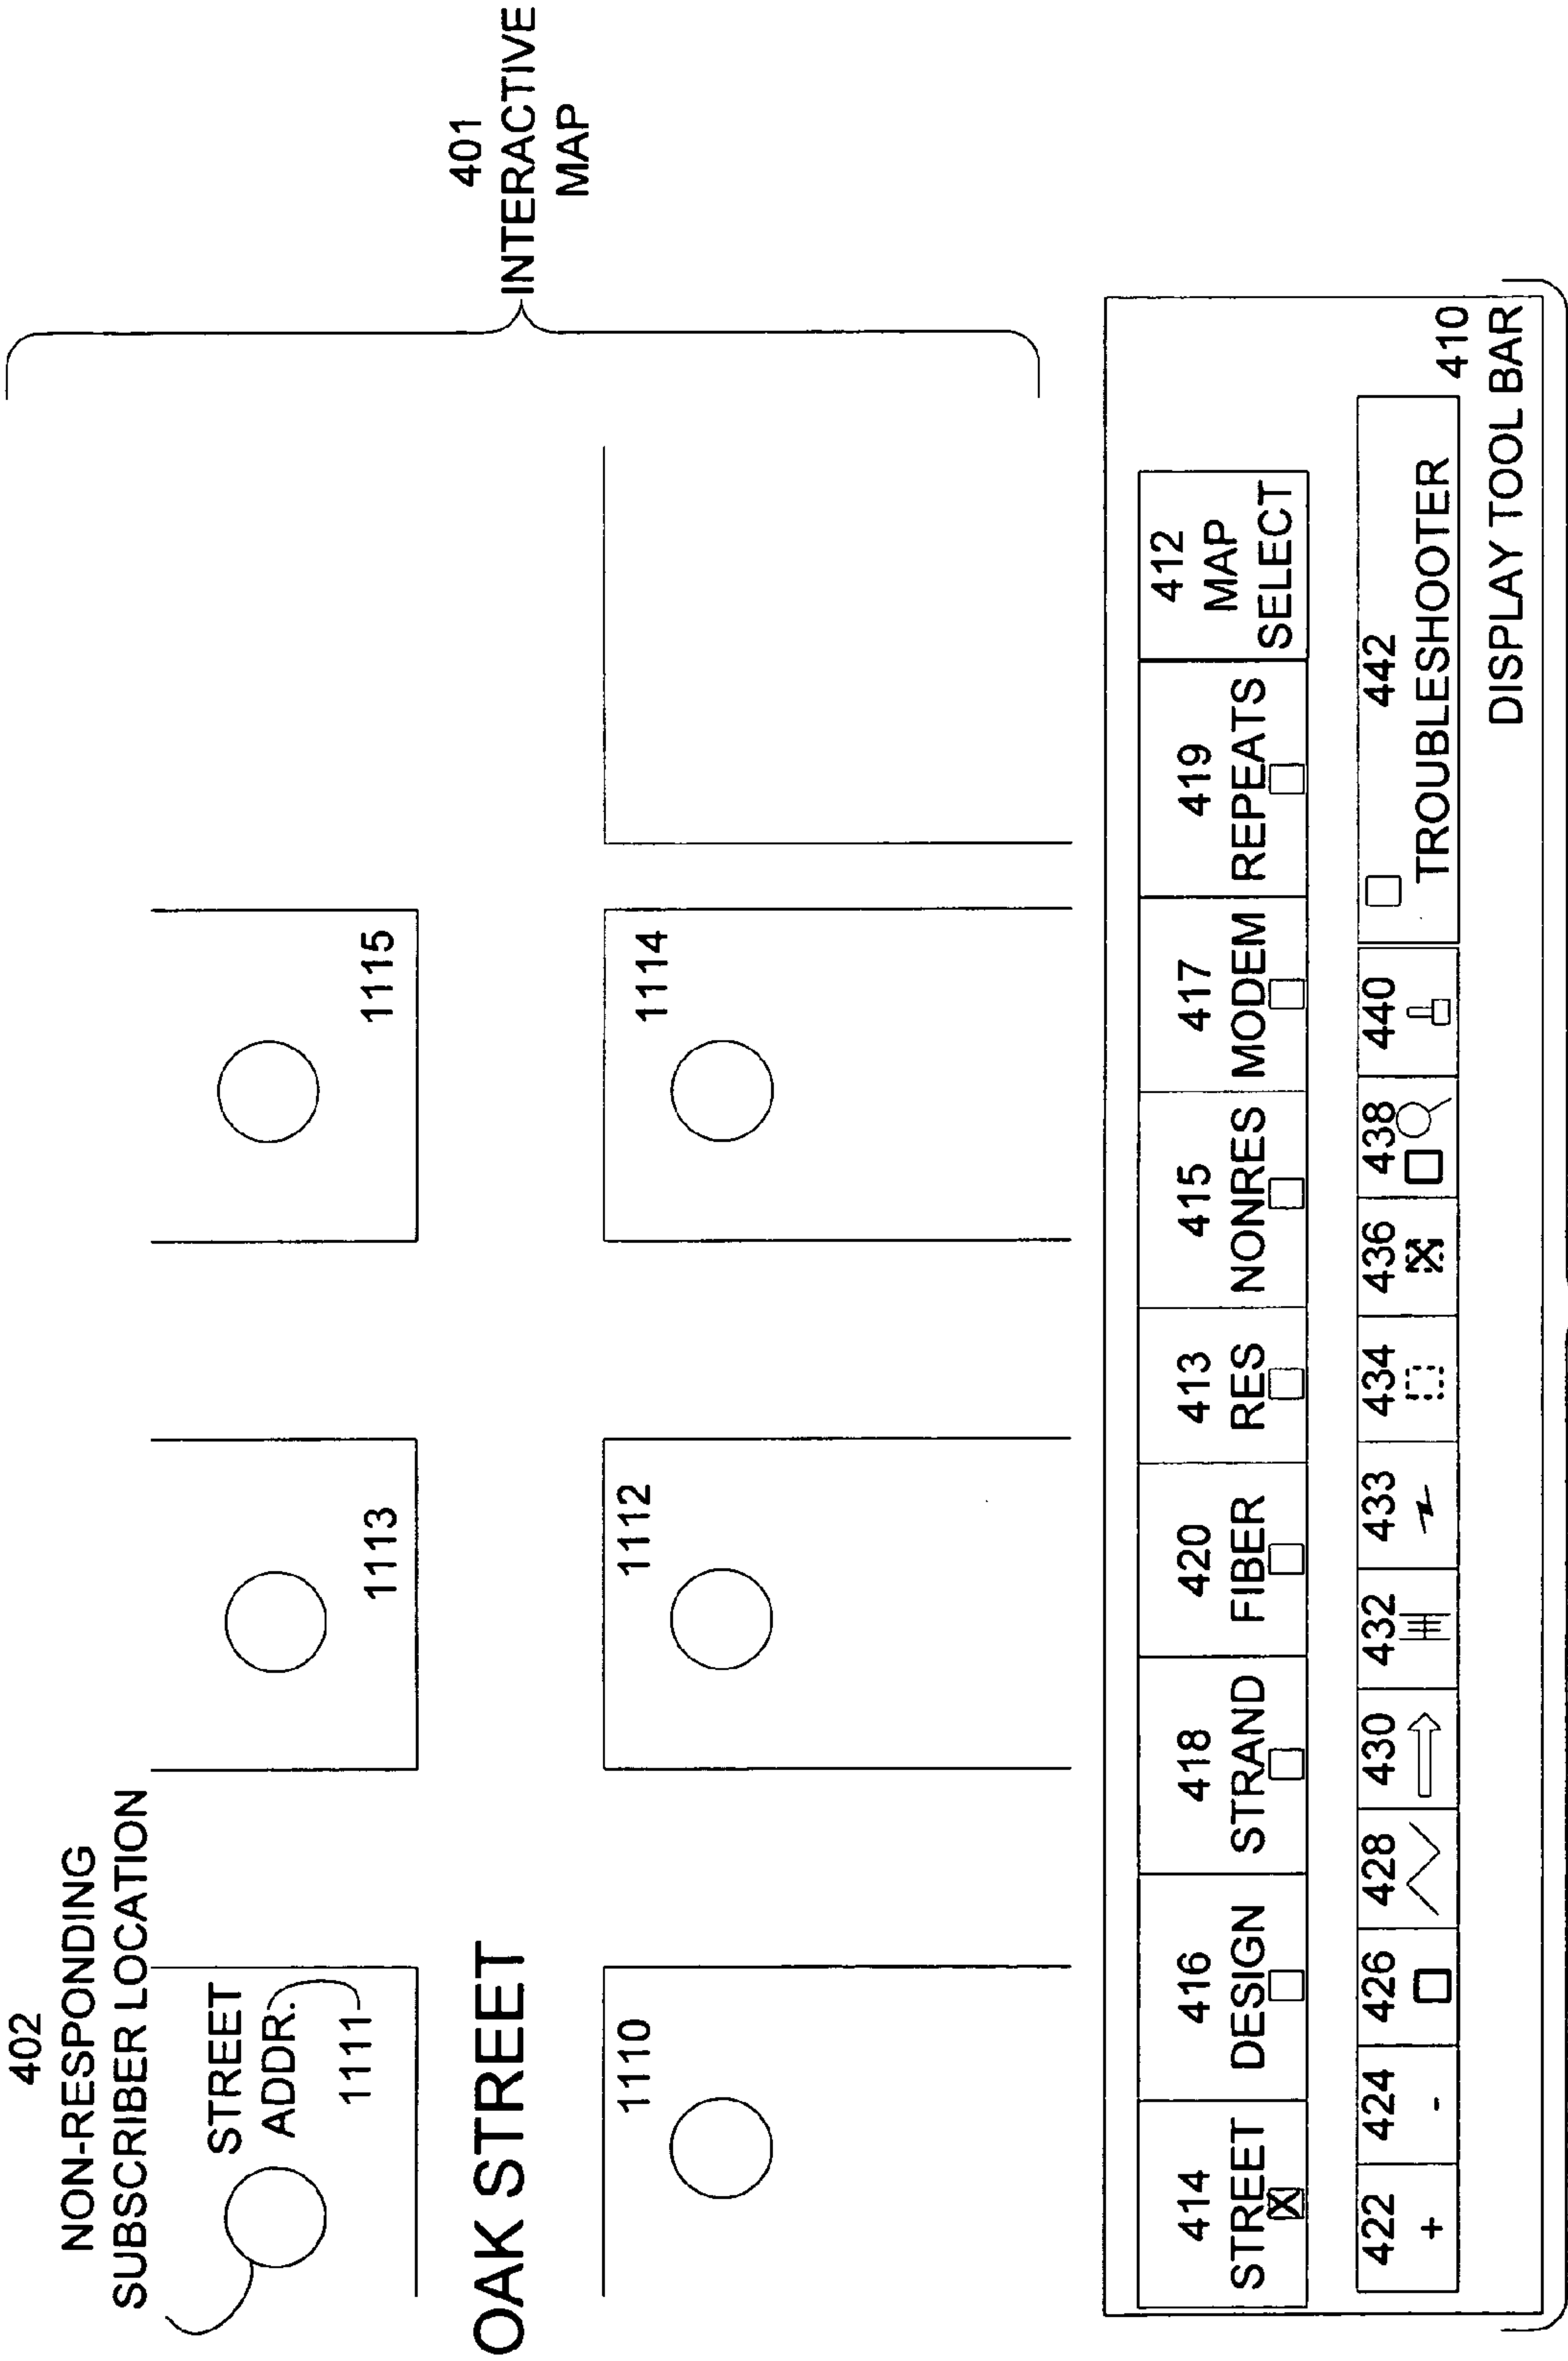 402
NON-RESPONDING
SUBSCRIBER LOCATION
STREET
ADDR.
1111
1113
1115
OAK STREET
1110
1112
1114
401
INTERACTIVE
MAP
414
STREET
X
416
DESIGN
418
STRAND
420
FIBER
413
RES
415
NONRES
417
MODEM
419
REPEATS
412
MAP
SELECT
422
+
424
-
426
428
430
432
433
434
436
438
440
442
TROUBLESHOOTER
410
DISPLAY TOOL BAR